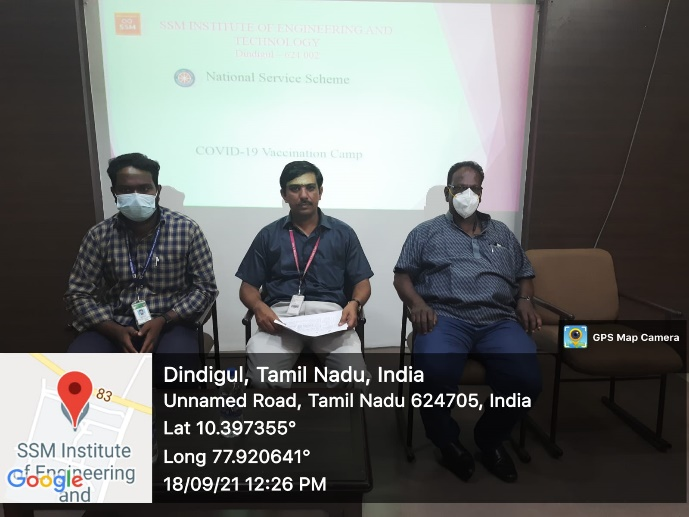 SSM INSTITUTE OF ENGINEERING AND
TECHNOLOGY
Dindigul – 624 002
National Service Scheme
COVID-19 Vaccination Camp
GPS Map Camera
83
SSM Institute
of Engineering
and
Google
Dindigul, Tamil Nadu, India
Unnamed Road, Tamil Nadu 624705, India
Lat 10.397355°
Long 77.920641°
18/09/21 12:26 PM